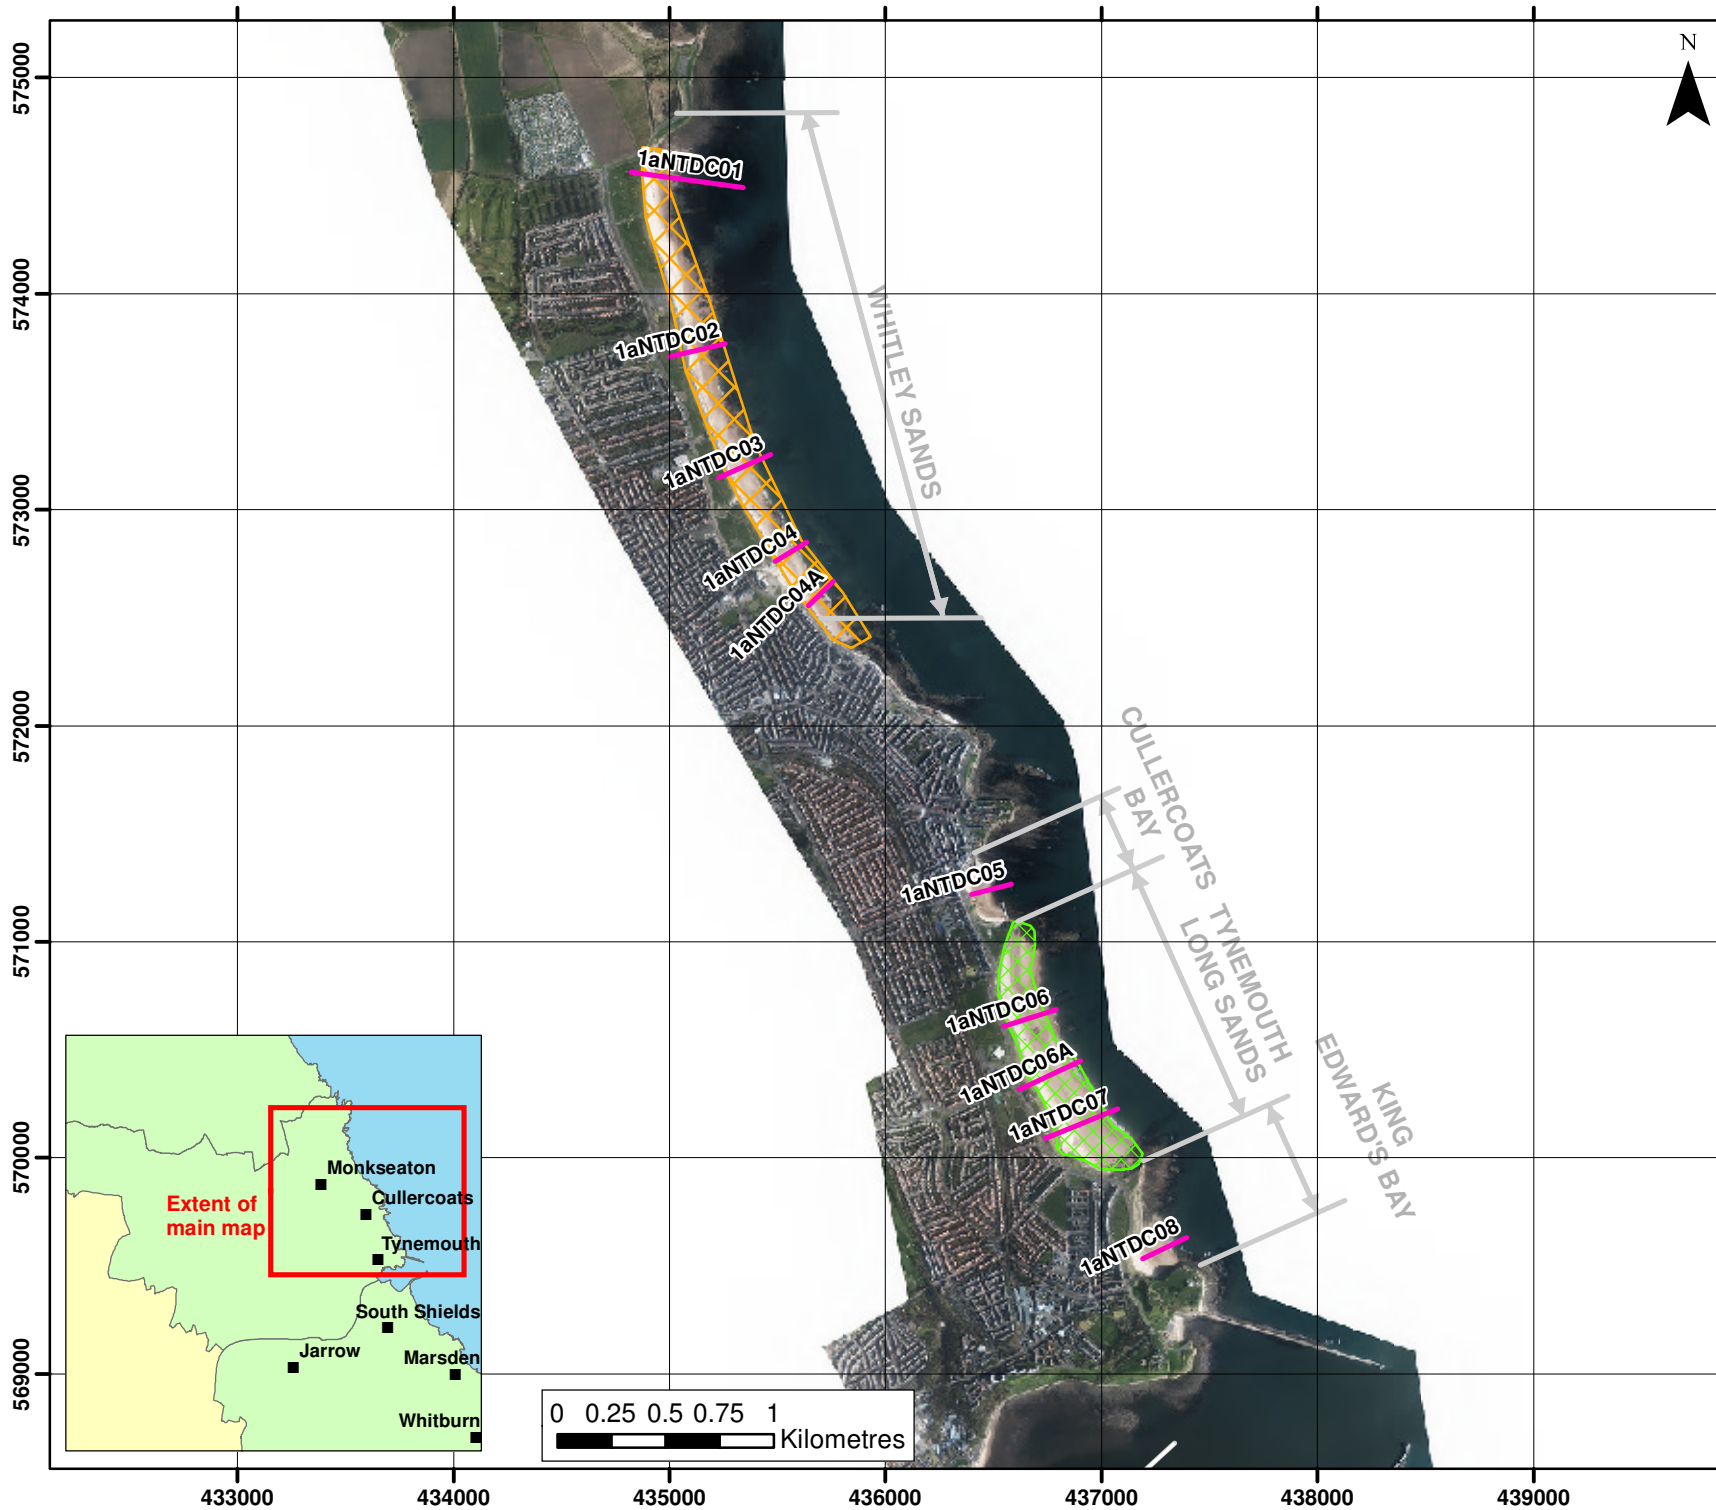 N
575000
574000
573000
572000
571000
570000
569000
1aNTDC01
1aNTDC02
1aNTDC03
1aNTDC04
1aNTDC04A
WHITLEY SANDS
CULLERCOATS
BAY
1aNTDC05
TYNEMOUTH
LONG SANDS
1aNTDC06
1aNTDC06A
1aNTDC07
KING
EDWARD'S BAY
1aNTDC08
Monkseaton
Cullercoats
Extent of
main map
Tynemouth
South Shields
Jarrow
Marsden
Whitburn
0 0.25 0.5 0.75 1
Kilometres
433000 434000 435000 436000 437000 438000 439000